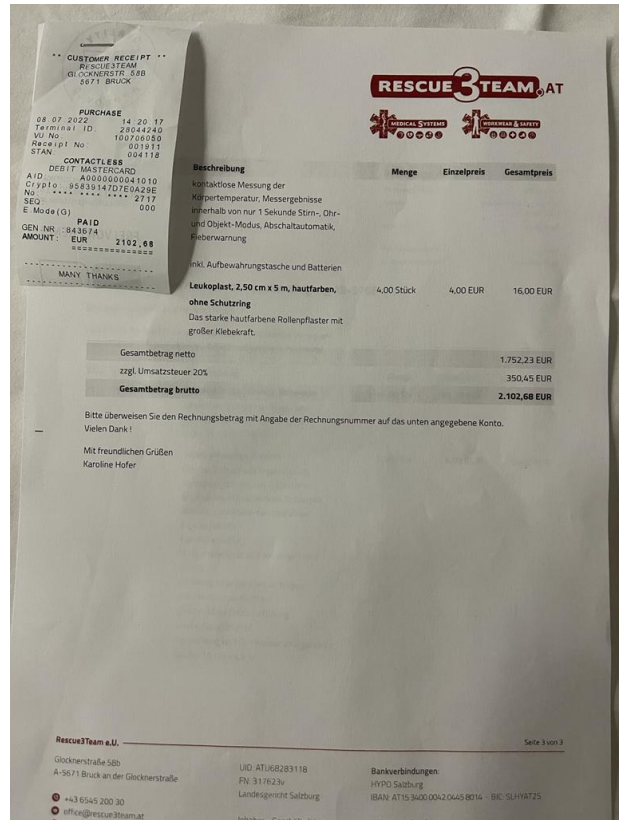 ** CUSTOMER RECEIPT **
RESCUE3TEAM
GLOCKNERSTR 58B
5671 BRUCK
PURCHASE
08.07.2022 14:20:17
Terminal ID 28044240
VU No 100706050
Receipt No 001911
STAN 004118
CONTACTLESS
DEBIT MASTERCARD
AID: A0000000041010
Crypto 95839147D7E0A29E
No. **** **** **** 2717
SEQ 000
E Mode(G)
PAID
GEN.NR.:843674
AMOUNT: EUR 2102,68
===============
MANY THANKS
RESCUE3TEAM.AT
MEDICAL SYSTEMS WORKWEAR & SAFETY
Beschreibung Menge Einzelpreis Gesamtpreis
kontaktlose Messung der
Körpertemperatur, Messergebnisse
innerhalb von nur 1 Sekunde Stirn-, Ohr-
und Objekt-Modus, Abschaltautomatik,
Fieberwarnung
inkl. Aufbewahrungstasche und Batterien
Leukoplast, 2,50 cm x 5 m, hautfarben, 4,00 Stück 4,00 EUR 16,00 EUR
ohne Schutzring
Das starke hautfarbene Rollenpflaster mit
großer Klebekraft.
Gesamtbetrag netto 1.752,23 EUR
zzgl. Umsatzsteuer 20% 350,45 EUR
Gesamtbetrag brutto 2.102,68 EUR
Bitte überweisen Sie den Rechnungsbetrag mit Angabe der Rechnungsnummer auf das unten angegebene Konto.
Vielen Dank !
Mit freundlichen Grüßen
Karoline Hofer
Rescue3Team e.U. Seite 3 von 3
Glocknerstraße 58b
A-5671 Bruck an der Glocknerstraße
+43 6545 200 30
office@rescue3team.at
UID: ATU68283118
FN: 317623v
Landesgericht Salzburg
Bankverbindungen:
HYPO Salzburg
IBAN: AT15 3400 0042 0445 8014 - BIC: SLHYAT2S